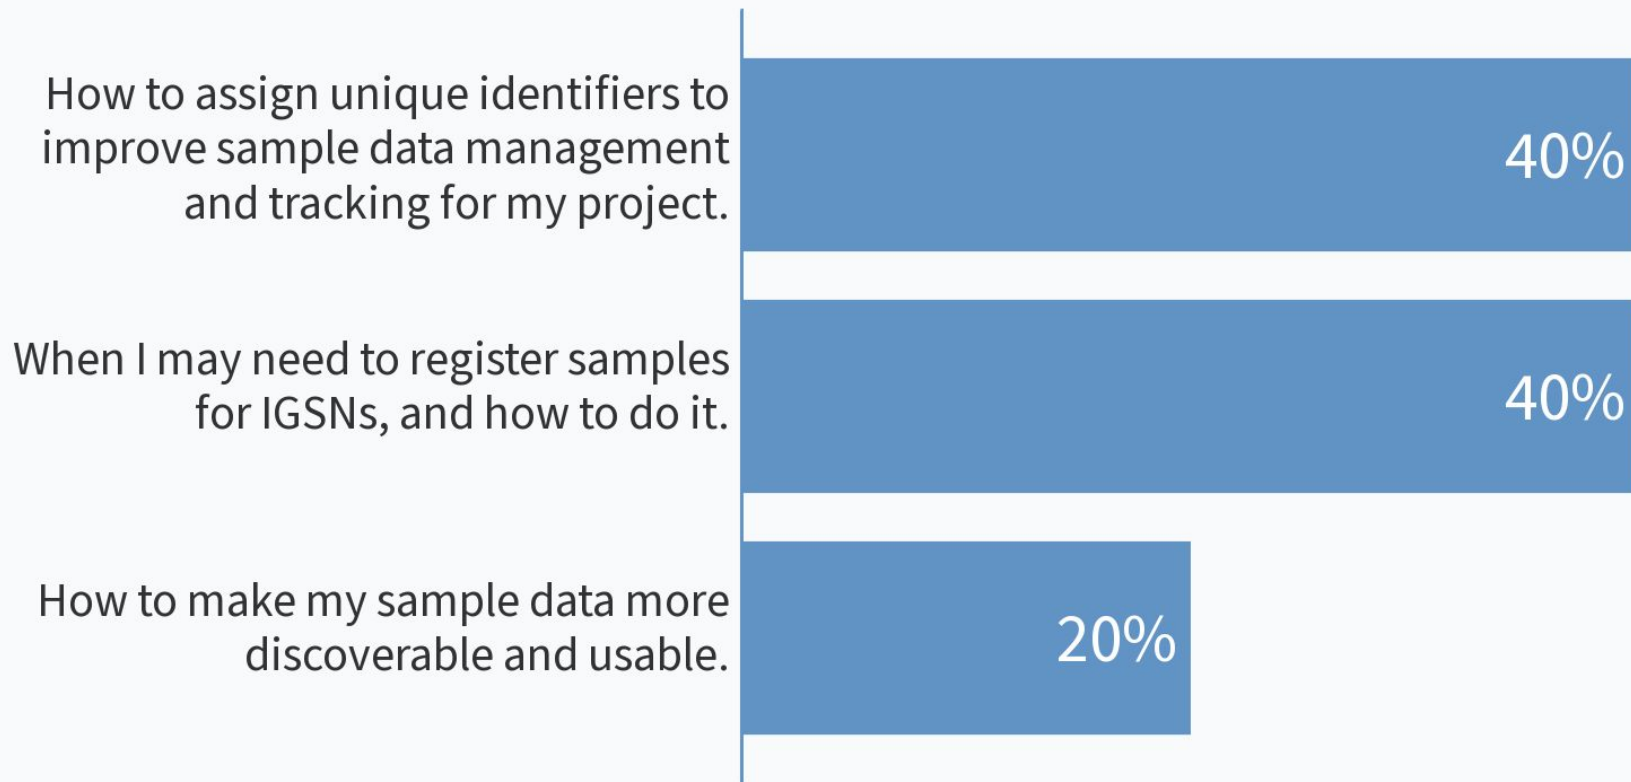 How to assign unique identifiers to
improve sample data management
and tracking for my project.
40%
When I may need to register samples
for IGSNs, and how to do it.
40%
How to make my sample data more
discoverable and usable.
20%